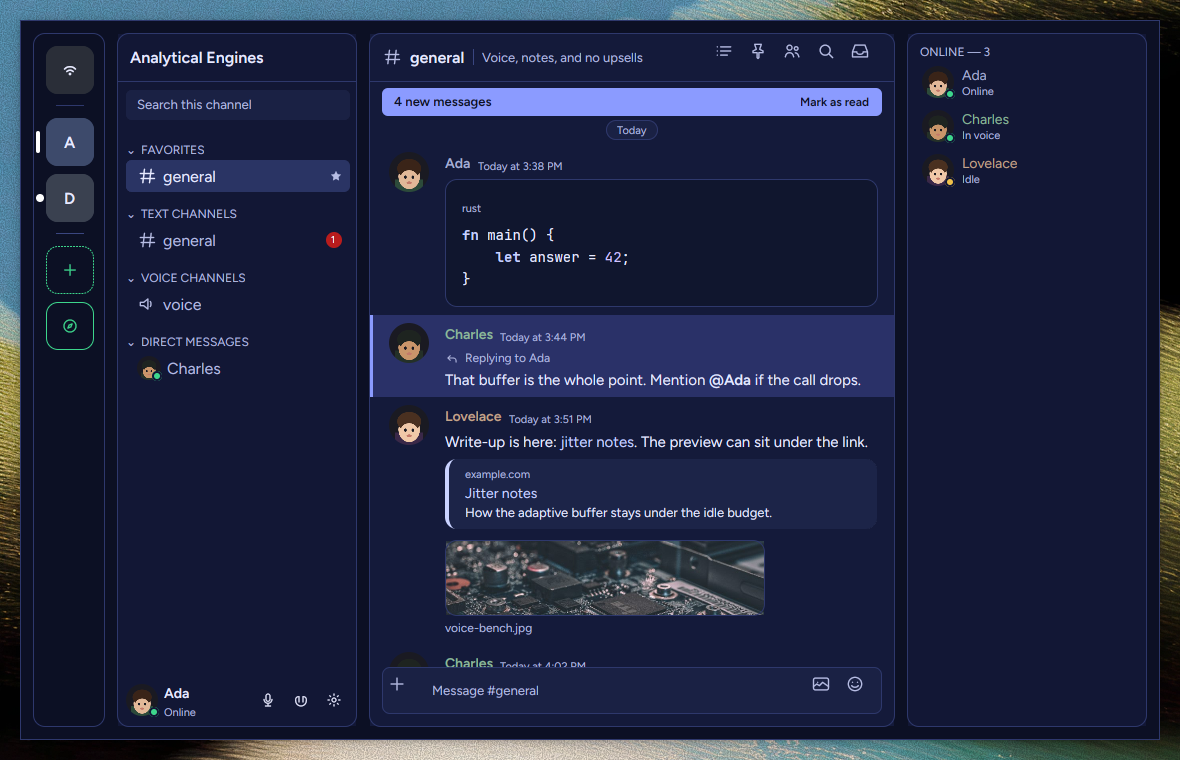 A
D
Analytical Engines
Search this channel
FAVORITES
# general
TEXT CHANNELS
# general 1
VOICE CHANNELS
voice
DIRECT MESSAGES
Charles
Ada
Online
# general Voice, notes, and no upsells
4 new messages Mark as read
Today
Ada Today at 3:38 PM
rust
fn main() {
    let answer = 42;
}
Charles Today at 3:44 PM
Replying to Ada
That buffer is the whole point. Mention @Ada if the call drops.
Lovelace Today at 3:51 PM
Write-up is here: jitter notes. The preview can sit under the link.
example.com
Jitter notes
How the adaptive buffer stays under the idle budget.
voice-bench.jpg
Charles Today at 4:02 PM
Message #general
ONLINE — 3
Ada
Online
Charles
In voice
Lovelace
Idle